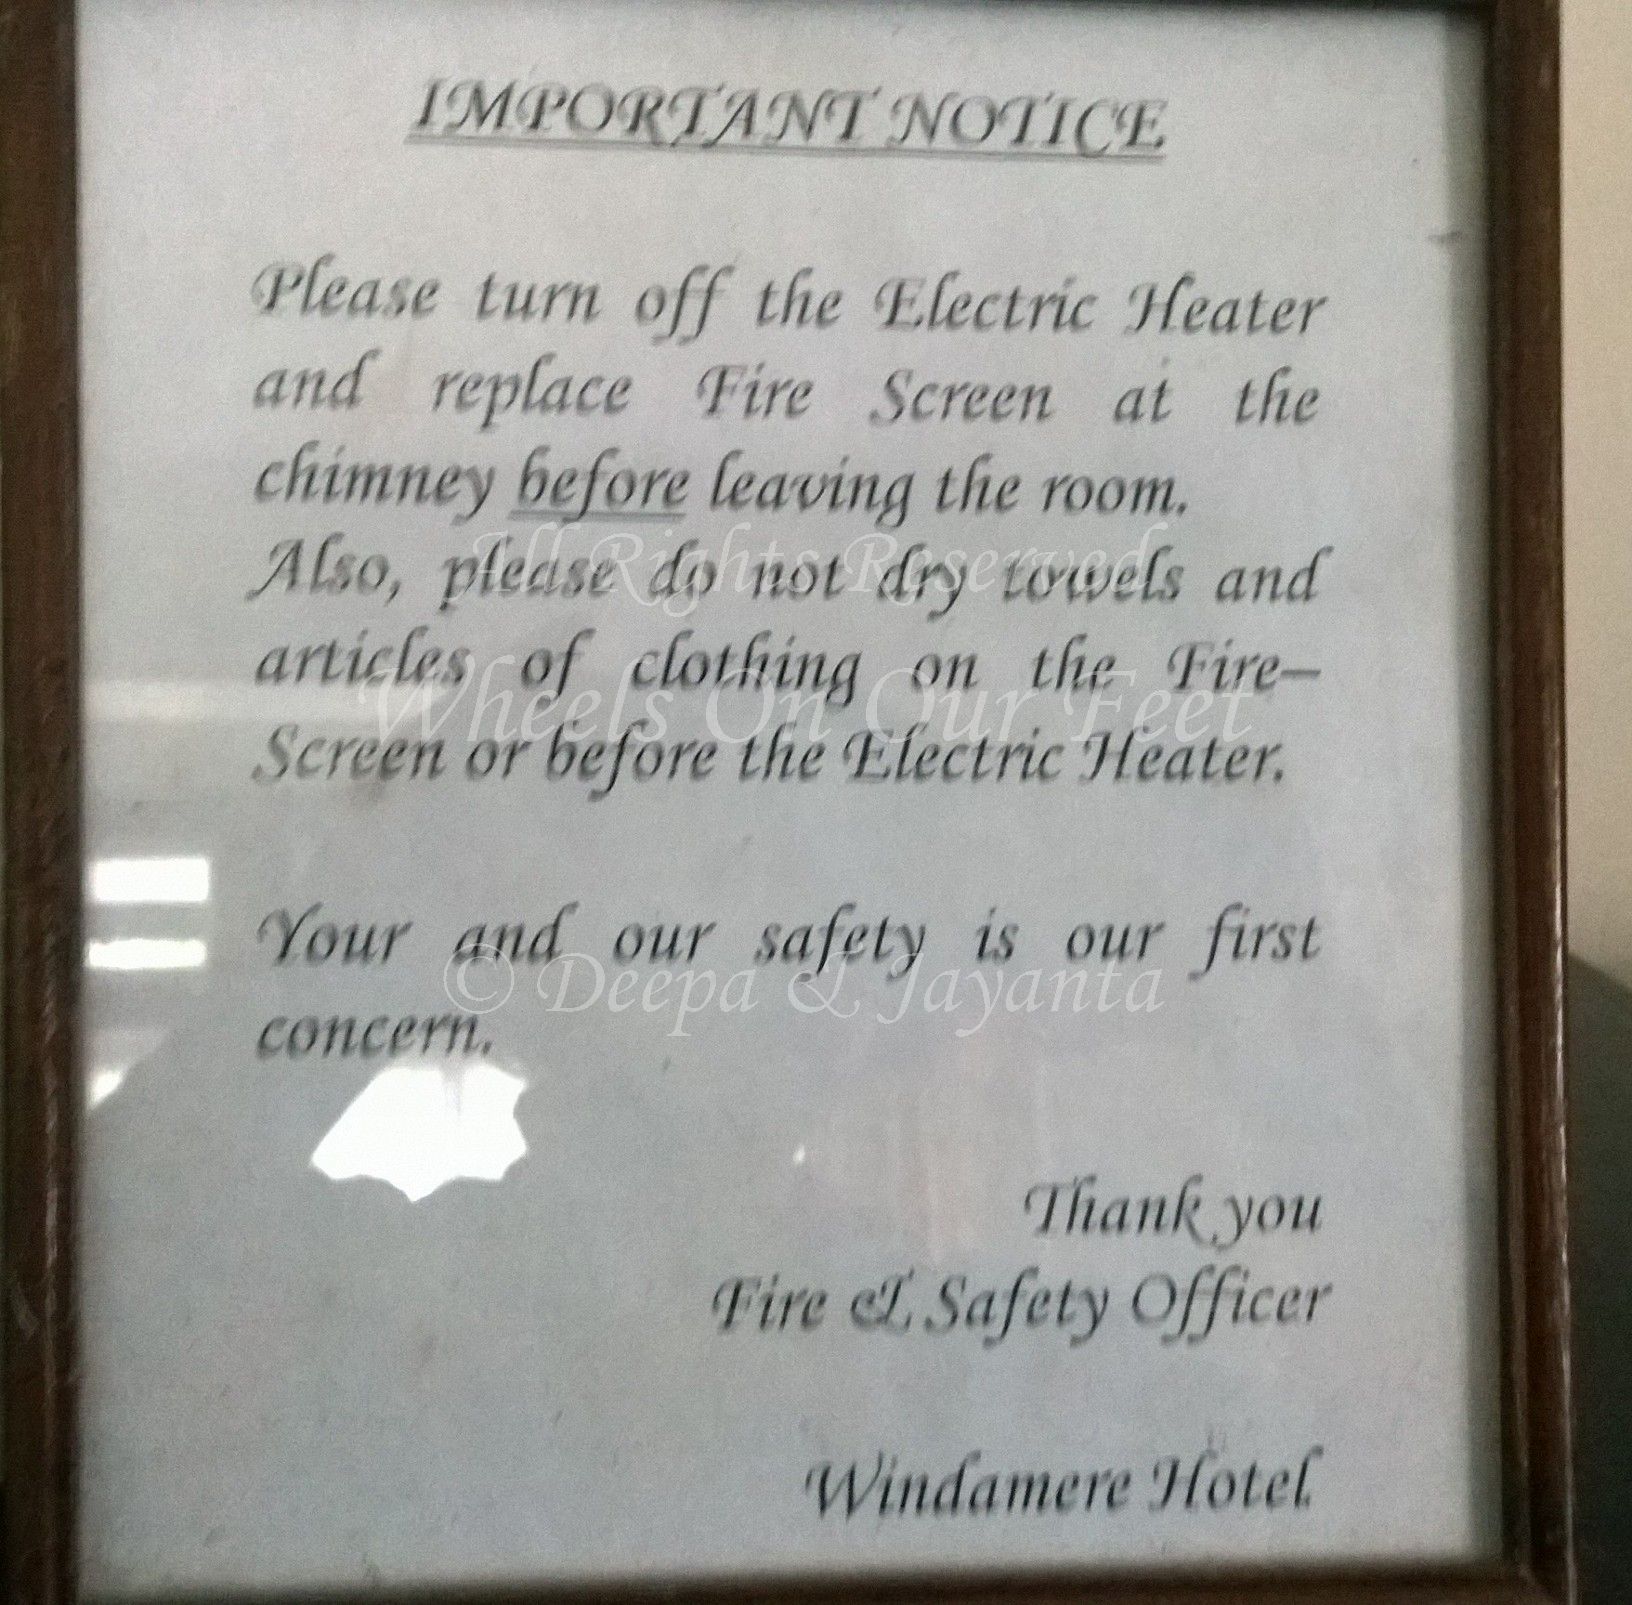 IMPORTANT NOTICE
Please turn off the Electric Heater
and replace Fire Screen at the
chimney before leaving the room.
Also, please do not dry towels and
All Rights Reserved
articles of clothing on the Fire–
Wheels On Our Feet
Screen or before the Electric Heater.
Your and our safety is our first
© Deepa & Jayanta
concern.
Thank you
Fire & Safety Officer
Windamere Hotel